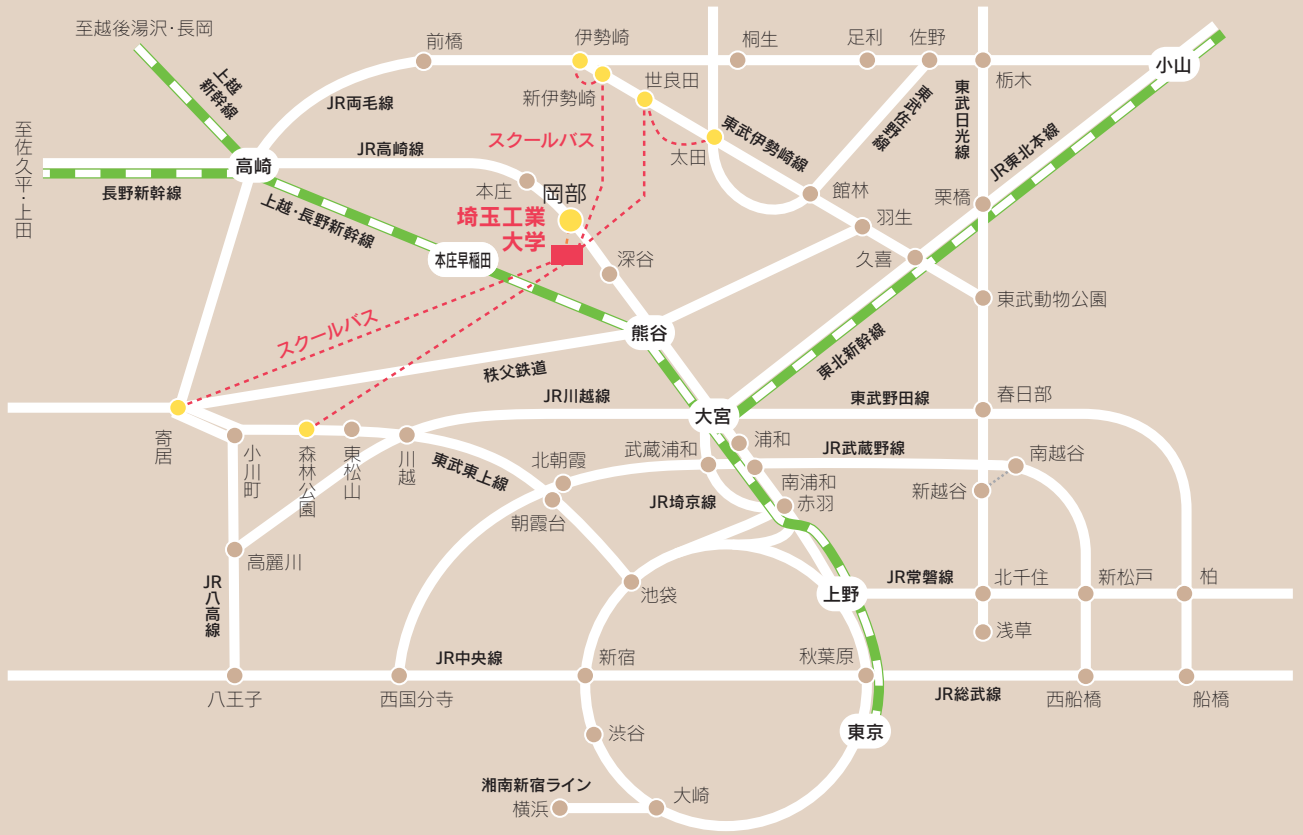 至越後湯沢・長岡
前橋
伊勢崎
桐生
足利
佐野
小山
栃木
世良田
新伊勢崎
上越
新幹線
JR両毛線
スクールバス
東武伊勢崎線
東武佐野線
東武日光線
JR東北本線
至佐久平・上田
高崎
JR高崎線
長野新幹線
上越・長野新幹線
本庄
岡部
太田
館林
栗橋
埼玉工業
大学
羽生
本庄早稲田
深谷
久喜
東武動物公園
スクールバス
熊谷
東北新幹線
秩父鉄道
JR川越線
大宮
東武野田線
春日部
寄居
小川町
森林公園
東松山
川越
東武東上線
北朝霞
朝霞台
武蔵浦和
浦和
JR武蔵野線
南越谷
南浦和
新越谷
JR埼京線
赤羽
高麗川
JR八高線
池袋
上野
JR常磐線
北千住
新松戸
柏
浅草
JR中央線
新宿
秋葉原
八王子
西国分寺
JR総武線
西船橋
船橋
渋谷
東京
湘南新宿ライン
横浜
大崎